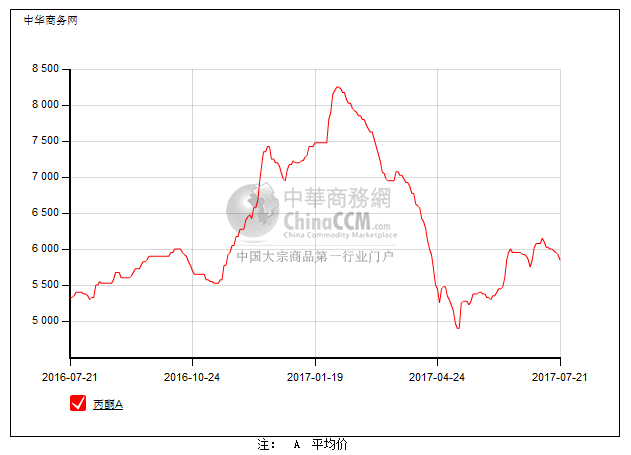 中华商务网
8 500
8 000
7 500
7 000
6 500
6 000
5 500
5 000
中華商務網
ChinaCCM.com
China Commodity Marketplace
中国大宗商品第一行业门户
2016-07-21
2016-10-24
2017-01-19
2017-04-24
2017-07-21
丙酮A
注： A 平均价